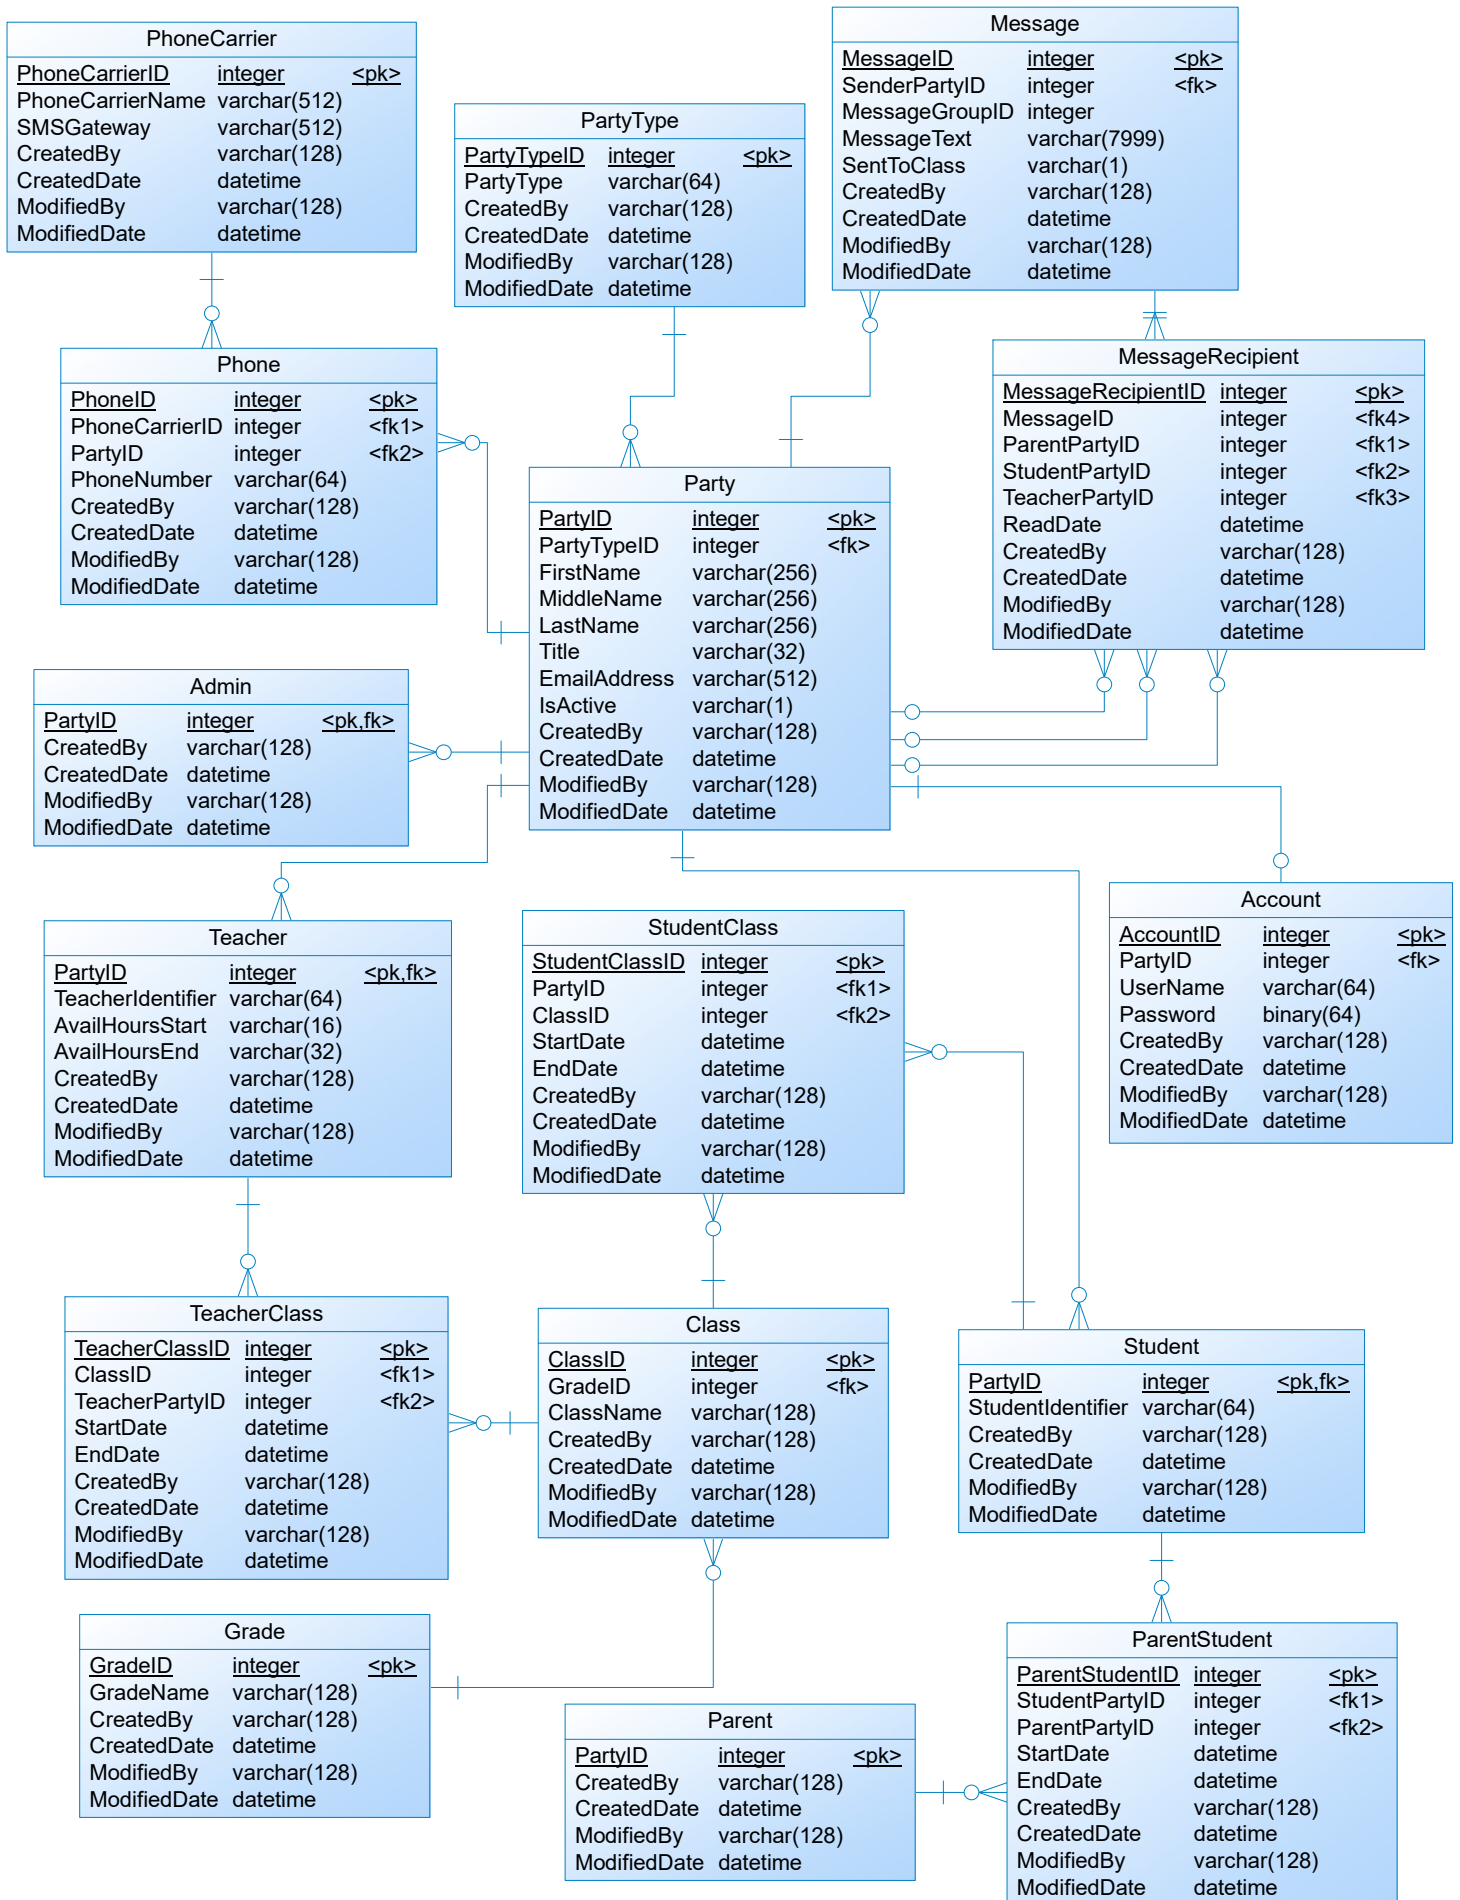 PhoneCarrier
PhoneCarrierID integer <pk>
PhoneCarrierName varchar(512)
SMSGateway varchar(512)
CreatedBy varchar(128)
CreatedDate datetime
ModifiedBy varchar(128)
ModifiedDate datetime
PartyType
PartyTypeID integer <pk>
PartyType varchar(64)
CreatedBy varchar(128)
CreatedDate datetime
ModifiedBy varchar(128)
ModifiedDate datetime
Message
MessageID integer <pk>
SenderPartyID integer <fk>
MessageGroupID integer
MessageText varchar(7999)
SentToClass varchar(1)
CreatedBy varchar(128)
CreatedDate datetime
ModifiedBy varchar(128)
ModifiedDate datetime
Phone
PhoneID integer <pk>
PhoneCarrierID integer <fk1>
PartyID integer <fk2>
PhoneNumber varchar(64)
CreatedBy varchar(128)
CreatedDate datetime
ModifiedBy varchar(128)
ModifiedDate datetime
MessageRecipient
MessageRecipientID integer <pk>
MessageID integer <fk4>
ParentPartyID integer <fk1>
StudentPartyID integer <fk2>
TeacherPartyID integer <fk3>
ReadDate datetime
CreatedBy varchar(128)
CreatedDate datetime
ModifiedBy varchar(128)
ModifiedDate datetime
Party
PartyID integer <pk>
PartyTypeID integer <fk>
FirstName varchar(256)
MiddleName varchar(256)
LastName varchar(256)
Title varchar(32)
EmailAddress varchar(512)
IsActive varchar(1)
CreatedBy varchar(128)
CreatedDate datetime
ModifiedBy varchar(128)
ModifiedDate datetime
Admin
PartyID integer <pk,fk>
CreatedBy varchar(128)
CreatedDate datetime
ModifiedBy varchar(128)
ModifiedDate datetime
Teacher
PartyID integer <pk,fk>
TeacherIdentifier varchar(64)
AvailHoursStart varchar(16)
AvailHoursEnd varchar(32)
CreatedBy varchar(128)
CreatedDate datetime
ModifiedBy varchar(128)
ModifiedDate datetime
StudentClass
StudentClassID integer <pk>
PartyID integer <fk1>
ClassID integer <fk2>
StartDate datetime
EndDate datetime
CreatedBy varchar(128)
CreatedDate datetime
ModifiedBy varchar(128)
ModifiedDate datetime
Account
AccountID integer <pk>
PartyID integer <fk>
UserName varchar(64)
Password binary(64)
CreatedBy varchar(128)
CreatedDate datetime
ModifiedBy varchar(128)
ModifiedDate datetime
TeacherClass
TeacherClassID integer <pk>
ClassID integer <fk1>
TeacherPartyID integer <fk2>
StartDate datetime
EndDate datetime
CreatedBy varchar(128)
CreatedDate datetime
ModifiedBy varchar(128)
ModifiedDate datetime
Class
ClassID integer <pk>
GradeID integer <fk>
ClassName varchar(128)
CreatedBy varchar(128)
CreatedDate datetime
ModifiedBy varchar(128)
ModifiedDate datetime
Student
PartyID integer <pk,fk>
StudentIdentifier varchar(64)
CreatedBy varchar(128)
CreatedDate datetime
ModifiedBy varchar(128)
ModifiedDate datetime
Grade
GradeID integer <pk>
GradeName varchar(128)
CreatedBy varchar(128)
CreatedDate datetime
ModifiedBy varchar(128)
ModifiedDate datetime
Parent
PartyID integer <pk>
CreatedBy varchar(128)
CreatedDate datetime
ModifiedBy varchar(128)
ModifiedDate datetime
ParentStudent
ParentStudentID integer <pk>
StudentPartyID integer <fk1>
ParentPartyID integer <fk2>
StartDate datetime
EndDate datetime
CreatedBy varchar(128)
CreatedDate datetime
ModifiedBy varchar(128)
ModifiedDate datetime